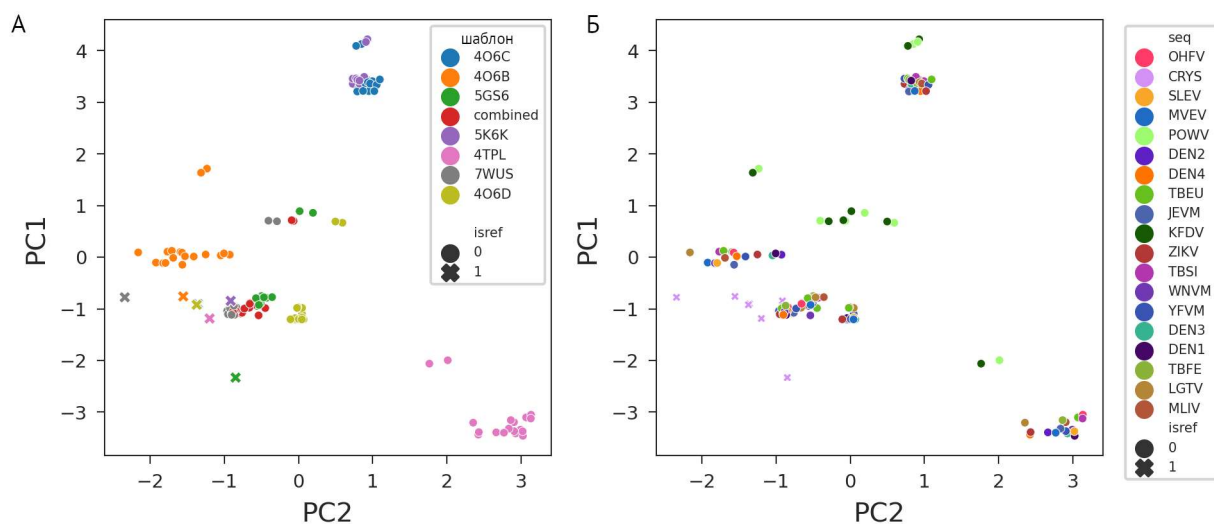 А
шаблон
4O6C
4O6B
5GS6
combined
5K6K
4TPL
7WUS
4O6D
isref
0
1
4
3
2
1
0
−1
−2
−3
PC1
−2
−1
0
1
2
3
PC2
Б
seq
OHFV
CRYS
SLEV
MVEV
POWV
DEN2
DEN4
TBEU
JEVM
KFDV
ZIKV
TBSI
WNVM
YFVM
DEN3
DEN1
TBFE
LGTV
MLIV
isref
0
1
4
3
2
1
0
−1
−2
−3
PC1
−2
−1
0
1
2
3
PC2